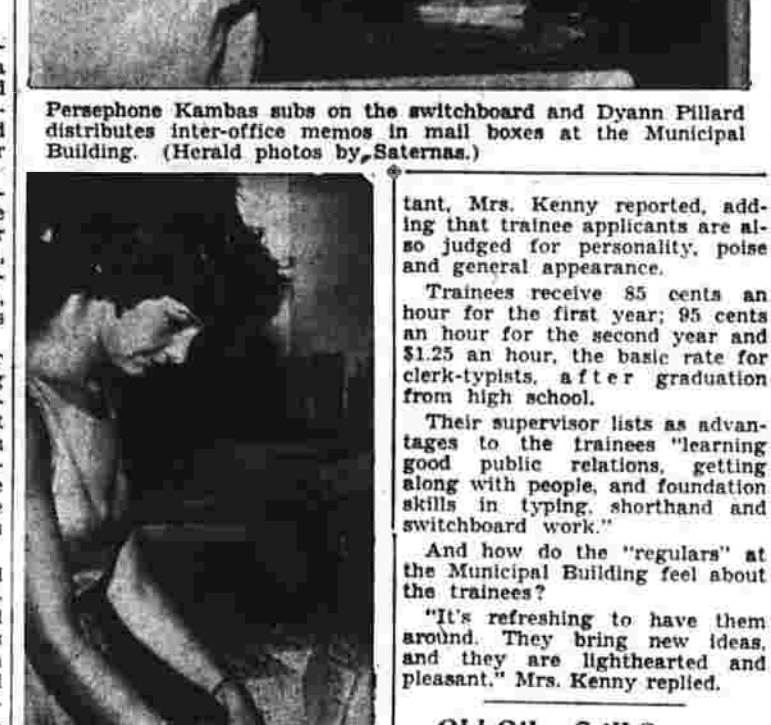 Persephone Kambas subs on the switchboard and Dyann Pillard
distributes inter-office memos in mail boxes at the Municipal
Building. (Herald photos by Saternas.)
tant, Mrs. Kenny reported, add-
ing that trainee applicants are al-
so judged for personality, poise
and general appearance.
Trainees receive 85 cents an
hour for the first year; 95 cents
an hour for the second year and
$1.25 an hour, the basic rate for
clerk-typists, after graduation
from high school.
Their supervisor lists as advan-
tages to the trainees "learning
good public relations, getting
along with people, and foundation
skills in typing, shorthand and
switchboard work."
And how do the "regulars" at
the Municipal Building feel about
the trainees?
"It's refreshing to have them
around. They bring new ideas,
and they are lighthearted and
pleasant," Mrs. Kenny replied.